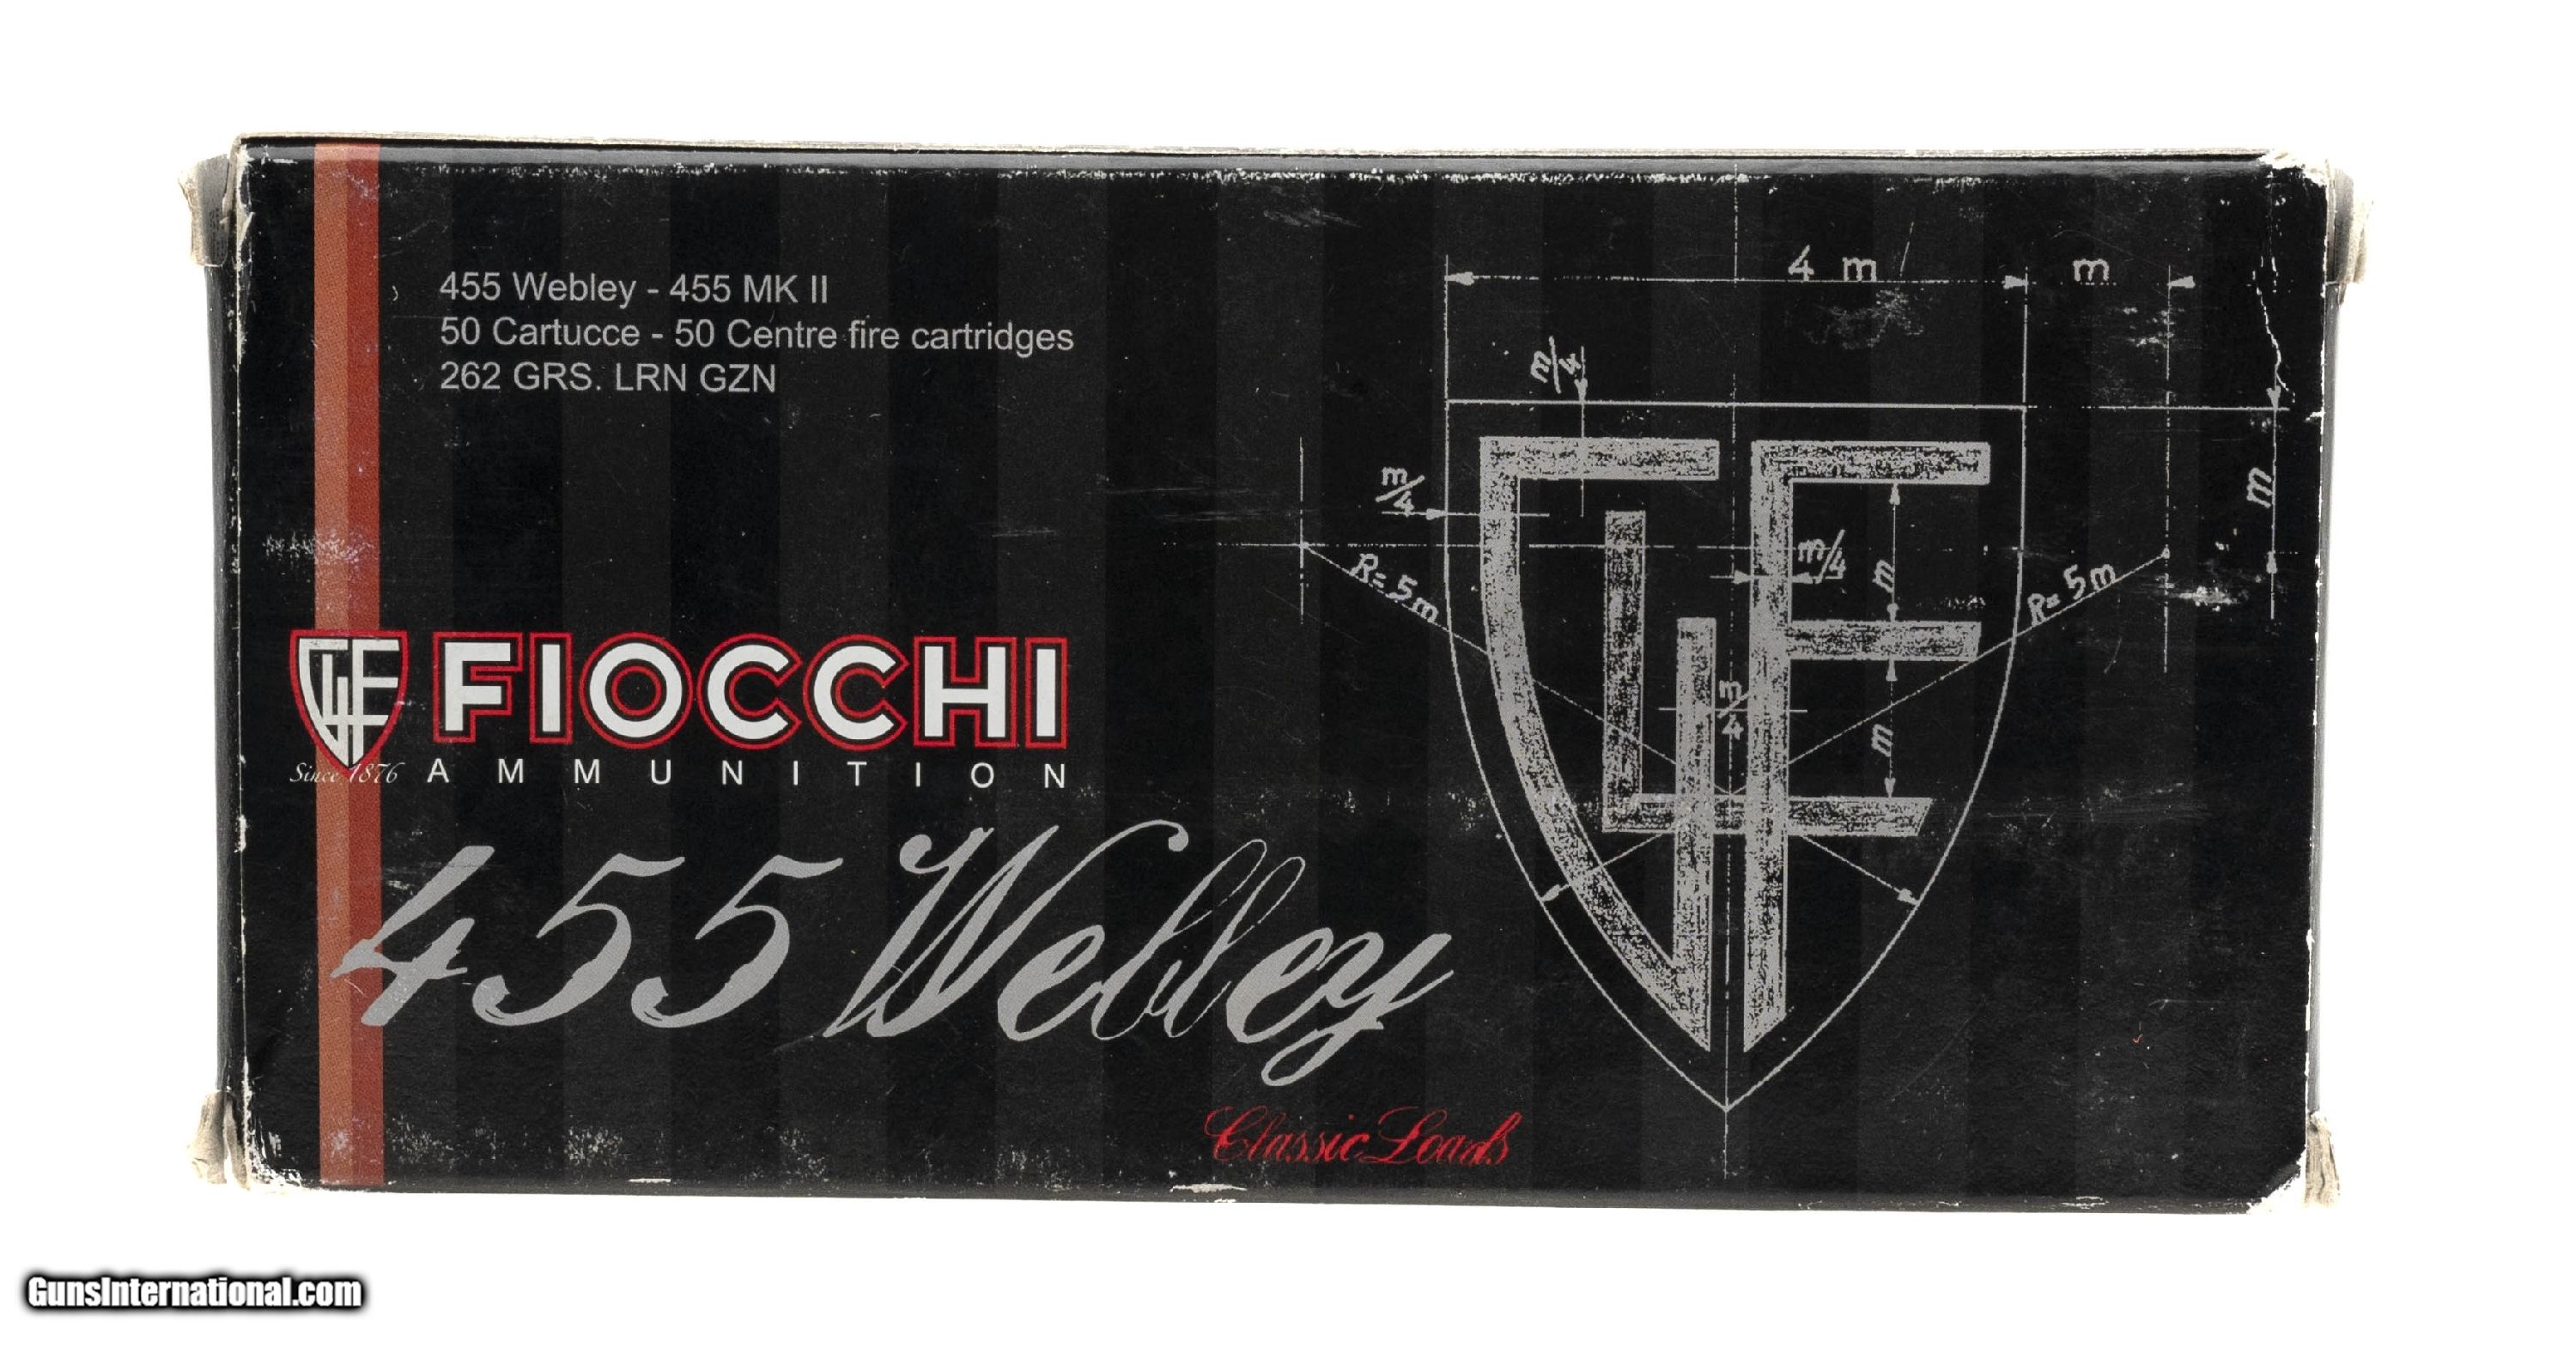 455 Webley - 455 MK II
50 Cartucce - 50 Centre fire cartridges
262 GRS. LRN GZN
4 m
m
m/4
m/4
m
R= 5m
m/4
m
R= 5m
m/4
m
GF
FIOCCHI
Since 1876
AMMUNITION
455 Webley
Classic Loads
GunsInternational.com